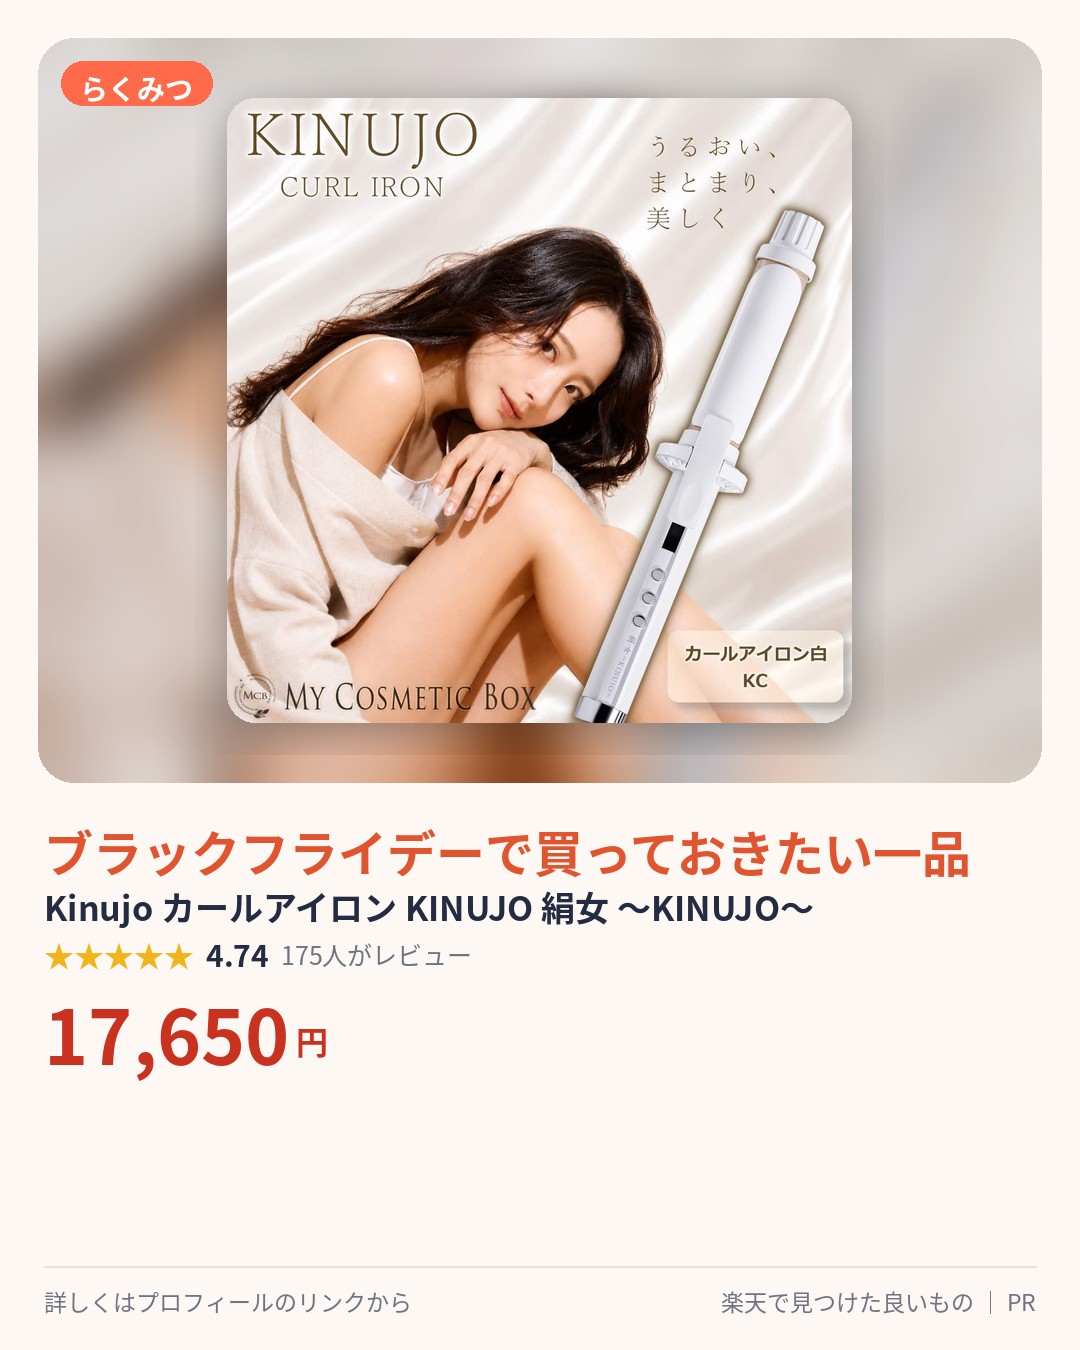 らくみつ
KINUJO
CURL IRON
うるおい、
まとまり、
美しく
絹女~KINUJO~
カールアイロン白
KC
MCB
MY COSMETIC BOX
ブラックフライデーで買っておきたい一品
Kinujo カールアイロン KINUJO 絹女 〜KINUJO〜
★★★★★ 4.74 175人がレビュー
17,650円
詳しくはプロフィールのリンクから
楽天で見つけた良いもの｜PR